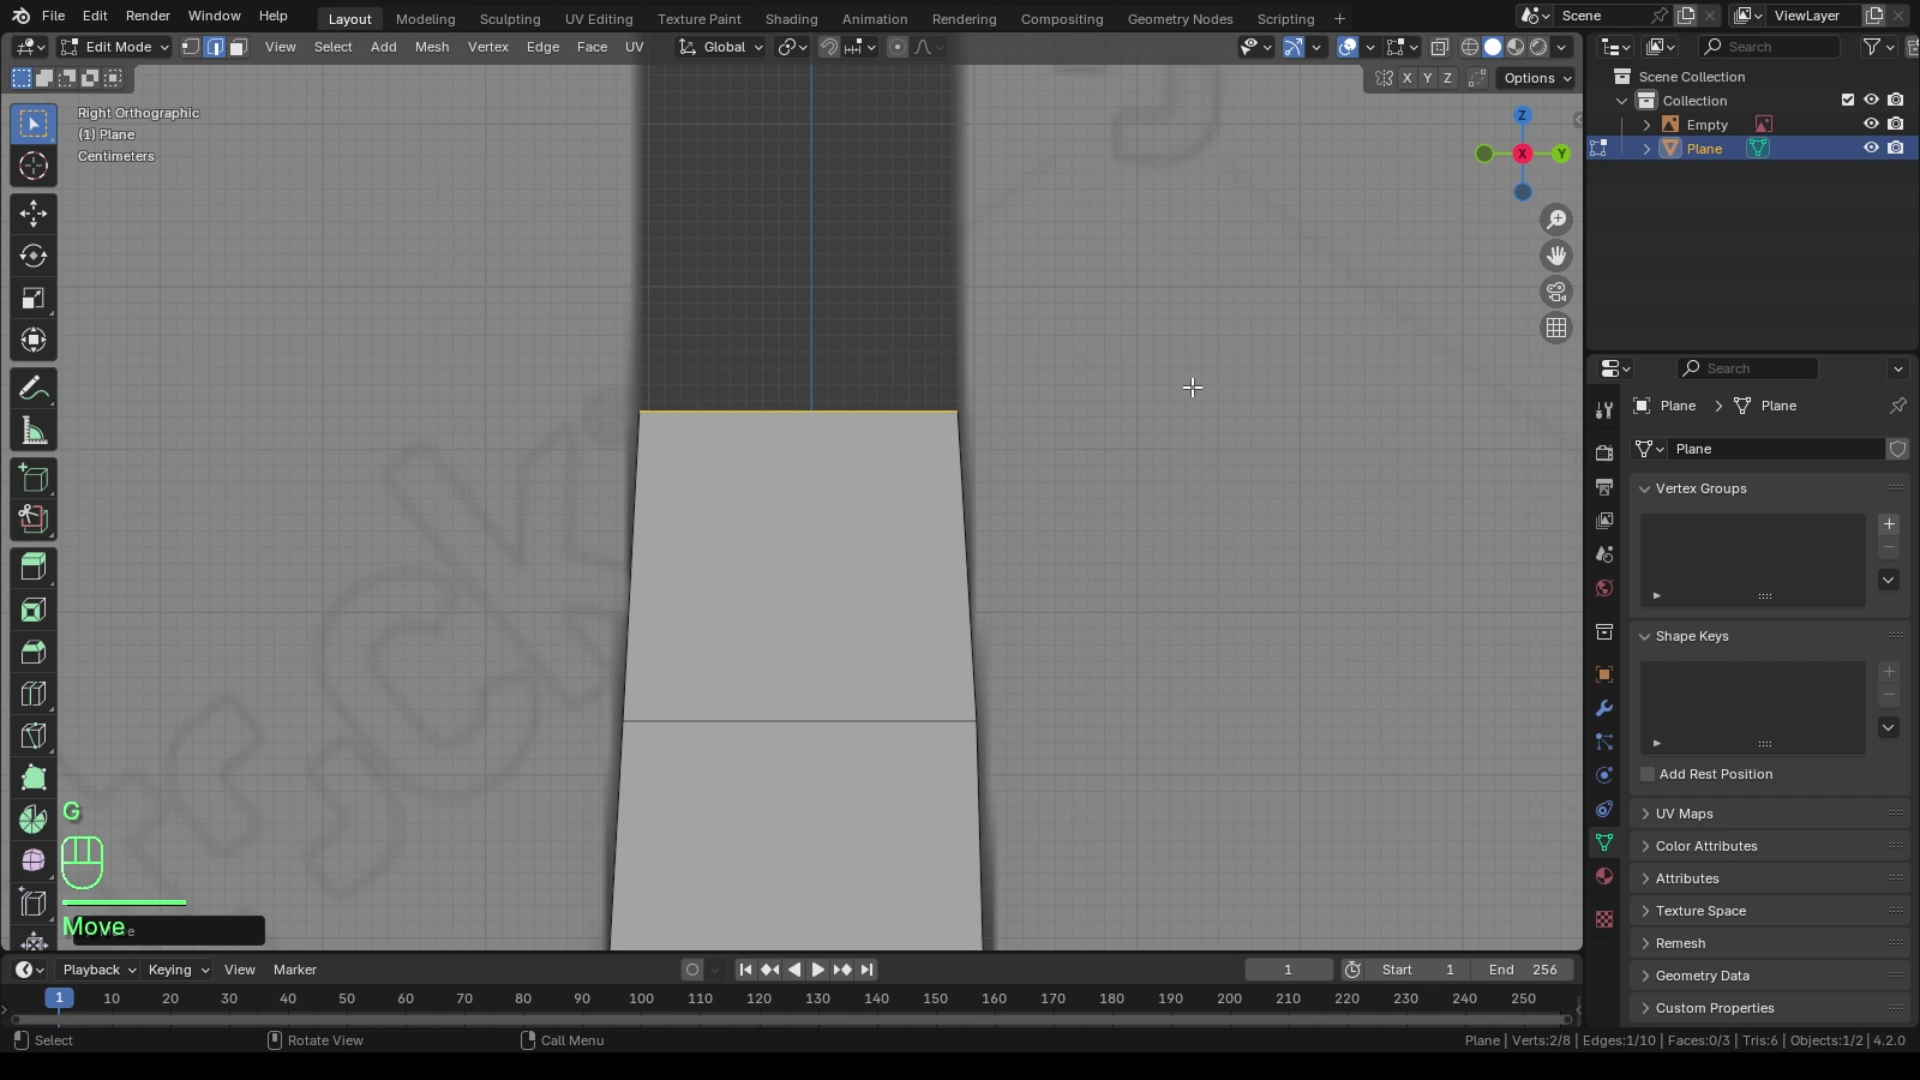 File Edit Render Window Help Layout Modeling Sculpting UV Editing Texture Paint Shading Animation Rendering Compositing Geometry Nodes Scripting + Scene ViewLayer
Edit Mode View Select Add Mesh Vertex Edge Face UV Global Search
X Y Z Options
Scene Collection
Collection
Empty
Plane
Right Orthographic
(1) Plane
Centimeters
Z
X
Y
Search
Plane > Plane
Plane
Vertex Groups
Shape Keys
Add Rest Position
UV Maps
Color Attributes
Attributes
Texture Space
Remesh
Geometry Data
Custom Properties
G
Move
Playback Keying View Marker 1 Start 1 End 256
1 10 20 30 40 50 60 70 80 90 100 110 120 130 140 150 160 170 180 190 200 210 220 230 240 250
Select Rotate View Call Menu Plane | Verts:2/8 | Edges:1/10 | Faces:0/3 | Tris:6 | Objects:1/2 | 4.2.0